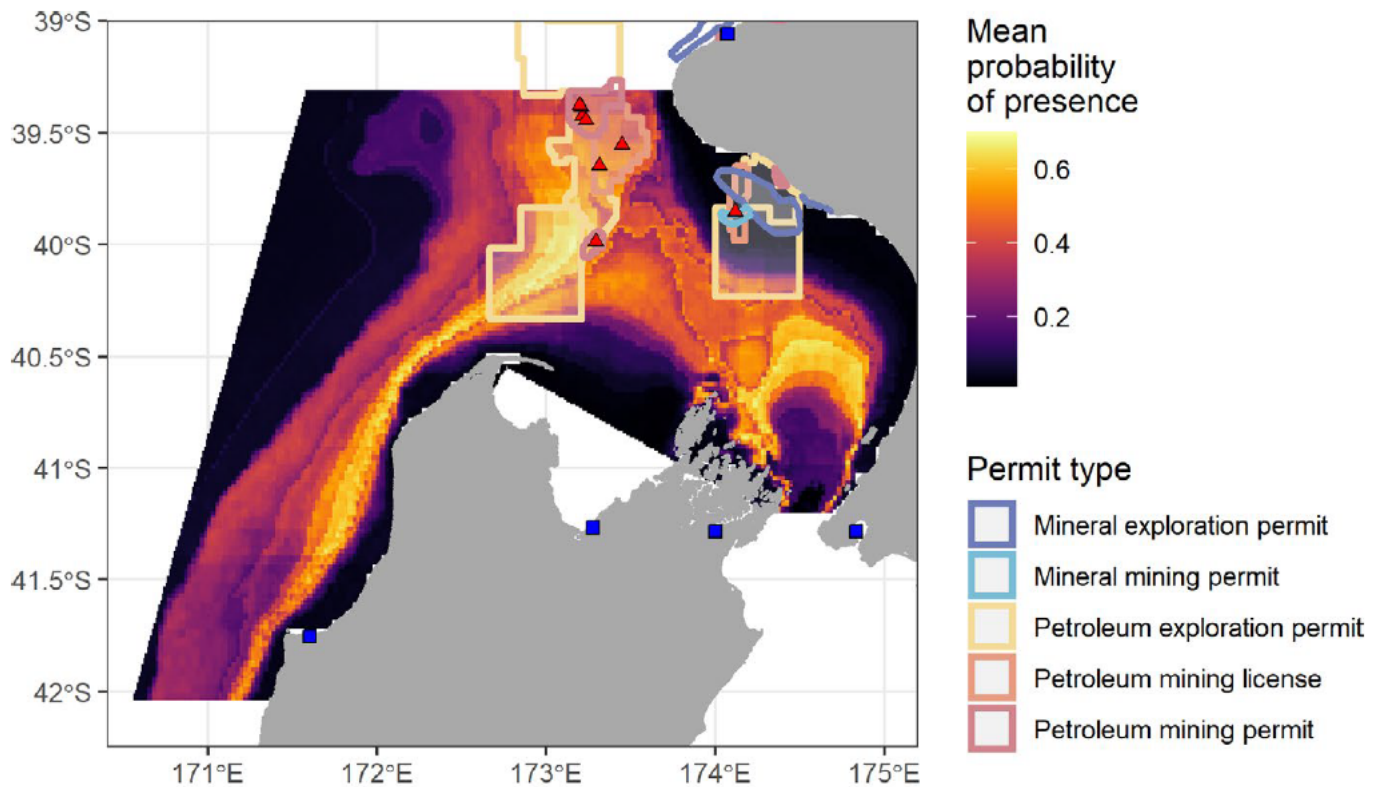 39°S
39.5°S
40°S
40.5°S
41°S
41.5°S
42°S
171°E
172°E
173°E
174°E
175°E
Mean
probability
of presence
0.6
0.4
0.2
Permit type
Mineral exploration permit
Mineral mining permit
Petroleum exploration permit
Petroleum mining license
Petroleum mining permit